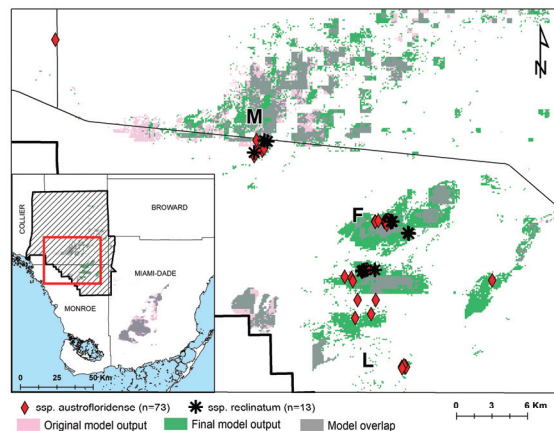 N
M
F
L
COLLIER
BROWARD
MIAMI-DADE
MONROE
0 25 50 Km
ssp. austrofloridense (n=73) ssp. reclinatum (n=13)
Original model output Final model output Model overlap
0 3 6 Km